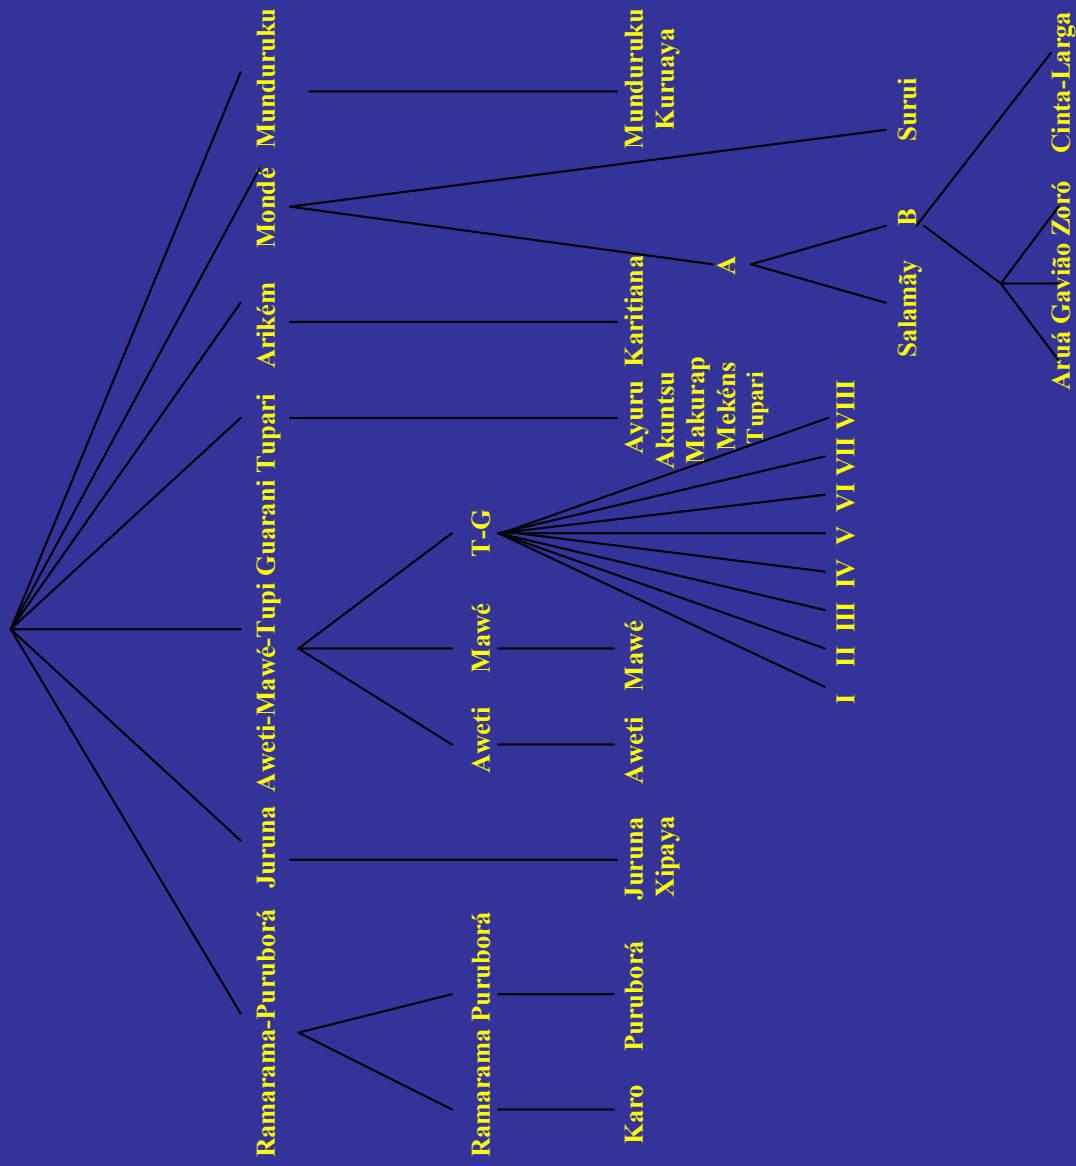 Ramarama-Puruborá Juruna Aweti-Mawé-Tupi Guarani Tupari Arikém Mondé Munduruku
Ramarama Puruborá Aweti Mawé T-G
Karo Puruborá Juruna Aweti Mawé Ayuru Karitiana Munduruku
Xipaya Akuntsu Kuruaya
Makurap
Mekéns A
Tupari
I II III IV V VI VII VIII
Salamãy B Surui
Aruá Gavião Zoró Cinta-Larga